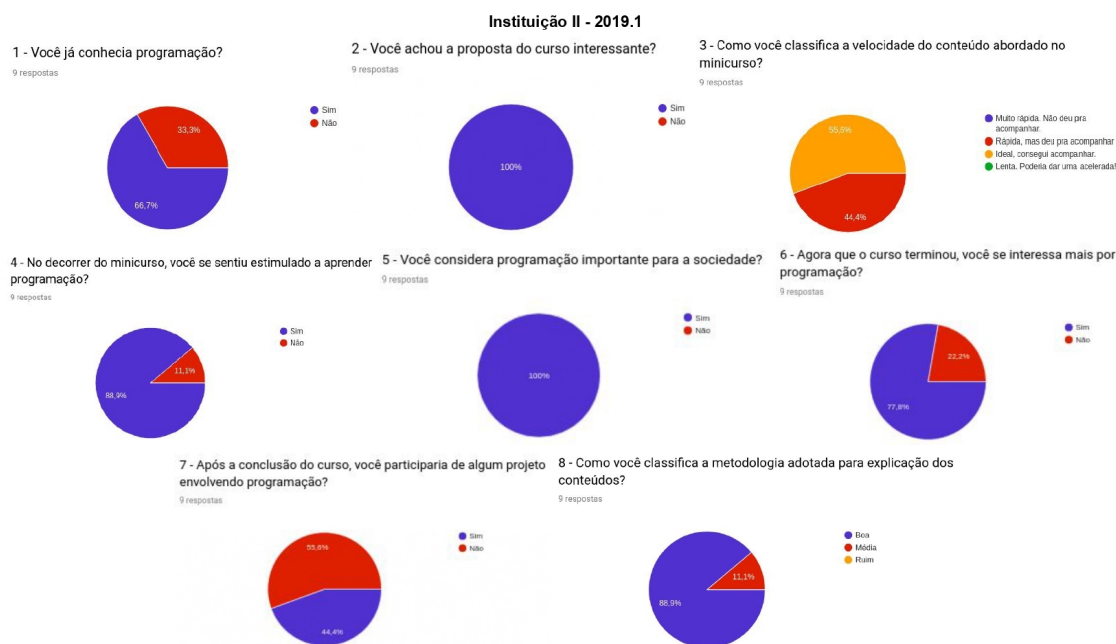 Instituição II - 2019.1
1 - Você já conhecia programação?
9 respostas
Sim
Não
33,3%
66,7%
2 - Você achou a proposta do curso interessante?
9 respostas
Sim
Não
100%
3 - Como você classifica a velocidade do conteúdo abordado no
minicurso?
9 respostas
Muito rápida. Não deu pra
acompanhar.
Rápida, mas deu pra acompanhar
Ideal, consegui acompanhar.
Lenta. Poderia dar uma acelerada!
55,6%
44,4%
4 - No decorrer do minicurso, você se sentiu estimulado a aprender
programação?
9 respostas
Sim
Não
11,1%
88,9%
5 - Você considera programação importante para a sociedade?
9 respostas
Sim
Não
100%
6 - Agora que o curso terminou, você se interessa mais por
programação?
9 respostas
Sim
Não
22,2%
77,8%
7 - Após a conclusão do curso, você participaria de algum projeto
envolvendo programação?
9 respostas
Sim
Não
55,6%
44,4%
8 - Como você classifica a metodologia adotada para explicação dos
conteúdos?
9 respostas
Boa
Média
Ruim
11,1%
88,9%